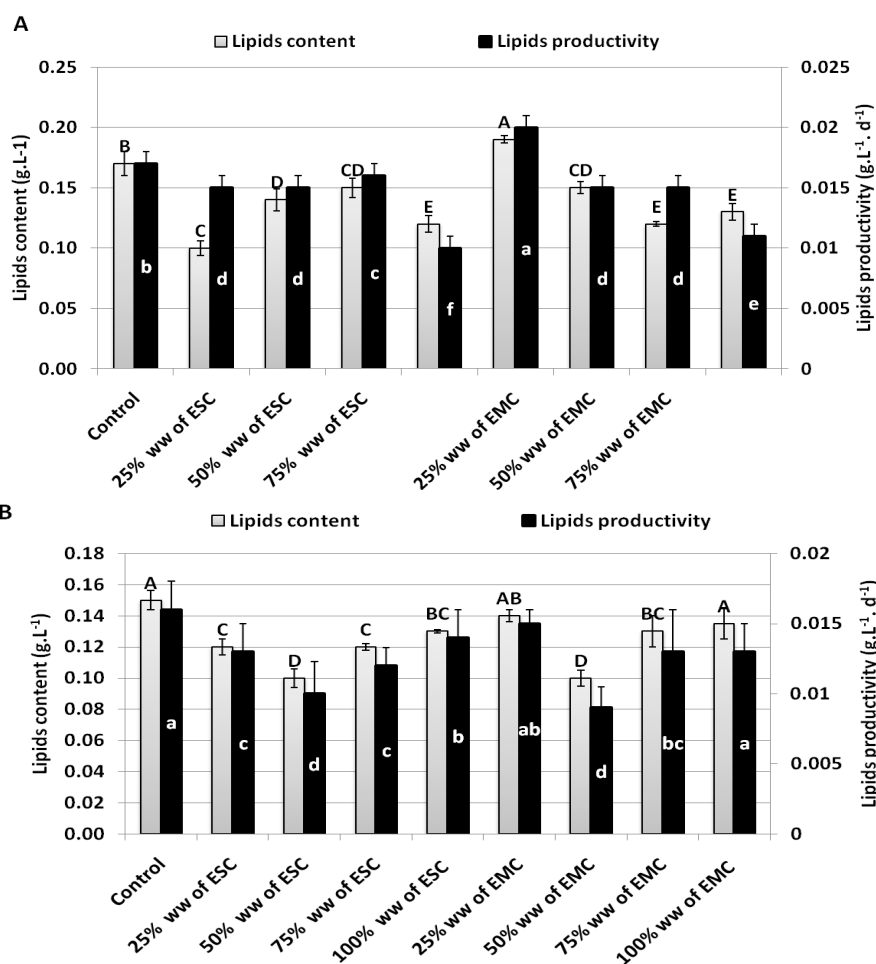 A
Lipids content Lipids productivity
0.25 0.025
0.20 0.02
0.15 0.015
0.10 0.01
0.05 0.005
0.00 0
Lipids content (g.L-1)
Lipids productivity (g.L-1. d-1)
B C D CD E A CD E E
b d d c f a d d e
Control
25% ww of ESC
50% ww of ESC
75% ww of ESC
25% ww of EMC
50% ww of EMC
75% ww of EMC
B
Lipids content Lipids productivity
0.18 0.02
0.16
0.14 0.015
0.12
0.10 0.01
0.08
0.06 0.005
0.04
0.02
0.00 0
Lipids content (g.L-1)
Lipids productivity (g.L-1. d-1)
A C D C BC AB D BC A
a c d c b ab d bc a
Control
25% ww of ESC
50% ww of ESC
75% ww of ESC
100% ww of ESC
25% ww of EMC
50% ww of EMC
75% ww of EMC
100% ww of EMC